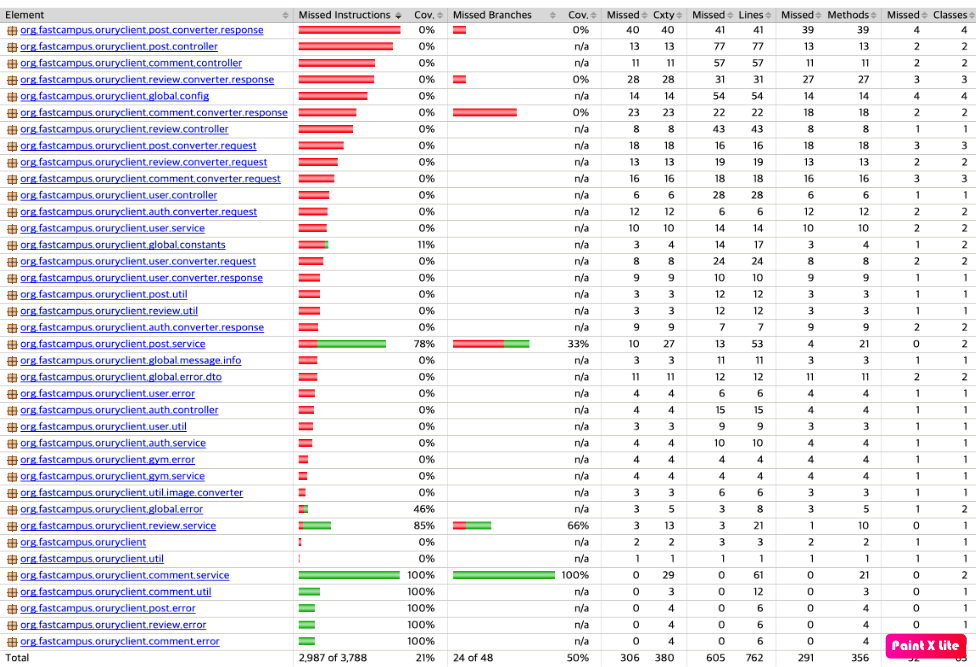 Element Missed Instructions Cov. Missed Branches Cov. Missed Cxty Missed Lines Missed Methods Missed Classes
org.fastcampus.oruryclient.post.converter.response 0% 0% 40 40 41 41 39 39 4 4
org.fastcampus.oruryclient.post.controller 0% n/a 13 13 77 77 13 13 2 2
org.fastcampus.oruryclient.comment.controller 0% n/a 11 11 57 57 11 11 2 2
org.fastcampus.oruryclient.review.converter.response 0% 0% 28 28 31 31 27 27 3 3
org.fastcampus.oruryclient.global.config 0% n/a 14 14 54 54 14 14 4 4
org.fastcampus.oruryclient.comment.converter.response 0% 0% 23 23 22 22 18 18 2 2
org.fastcampus.oruryclient.review.controller 0% n/a 8 8 43 43 8 8 1 1
org.fastcampus.oruryclient.post.converter.request 0% n/a 18 18 16 16 18 18 3 3
org.fastcampus.oruryclient.review.converter.request 0% n/a 13 13 19 19 13 13 2 2
org.fastcampus.oruryclient.comment.converter.request 0% n/a 16 16 18 18 16 16 3 3
org.fastcampus.oruryclient.user.controller 0% n/a 6 6 28 28 6 6 1 1
org.fastcampus.oruryclient.auth.converter.request 0% n/a 12 12 6 6 12 12 2 2
org.fastcampus.oruryclient.user.service 0% n/a 10 10 14 14 10 10 2 2
org.fastcampus.oruryclient.global.constants 11% n/a 3 4 14 17 3 4 1 2
org.fastcampus.oruryclient.user.converter.request 0% n/a 8 8 24 24 8 8 2 2
org.fastcampus.oruryclient.user.converter.response 0% n/a 9 9 10 10 9 9 1 1
org.fastcampus.oruryclient.post.util 0% n/a 3 3 12 12 3 3 1 1
org.fastcampus.oruryclient.review.util 0% n/a 3 3 12 12 3 3 1 1
org.fastcampus.oruryclient.auth.converter.response 0% n/a 9 9 7 7 9 9 2 2
org.fastcampus.oruryclient.post.service 78% 33% 10 27 13 53 4 21 0 2
org.fastcampus.oruryclient.global.message.info 0% n/a 3 3 11 11 3 3 1 1
org.fastcampus.oruryclient.global.error.dto 0% n/a 11 11 12 12 11 11 2 2
org.fastcampus.oruryclient.user.error 0% n/a 4 4 6 6 4 4 1 1
org.fastcampus.oruryclient.auth.controller 0% n/a 4 4 15 15 4 4 1 1
org.fastcampus.oruryclient.user.util 0% n/a 3 3 9 9 3 3 1 1
org.fastcampus.oruryclient.auth.service 0% n/a 4 4 10 10 4 4 1 1
org.fastcampus.oruryclient.gym.error 0% n/a 4 4 4 4 4 4 1 1
org.fastcampus.oruryclient.gym.service 0% n/a 4 4 4 4 4 4 1 1
org.fastcampus.oruryclient.util.image.converter 0% n/a 3 3 6 6 3 3 1 1
org.fastcampus.oruryclient.global.error 46% n/a 3 5 3 8 3 5 1 2
org.fastcampus.oruryclient.review.service 85% 66% 3 13 3 21 1 10 0 1
org.fastcampus.oruryclient 0% n/a 2 2 3 3 2 2 1 1
org.fastcampus.oruryclient.util 0% n/a 1 1 1 1 1 1 1 1
org.fastcampus.oruryclient.comment.service 100% 100% 0 29 0 61 0 21 0 2
org.fastcampus.oruryclient.comment.util 100% n/a 0 3 0 12 0 3 0 1
org.fastcampus.oruryclient.post.error 100% n/a 0 4 0 6 0 4 0 1
org.fastcampus.oruryclient.review.error 100% n/a 0 4 0 6 0 4 0 1
org.fastcampus.oruryclient.comment.error 100% n/a 0 4 0 6 0 4
Total 2,987 of 3,788 21% 24 of 48 50% 306 380 605 762 291 356
Paint X Lite